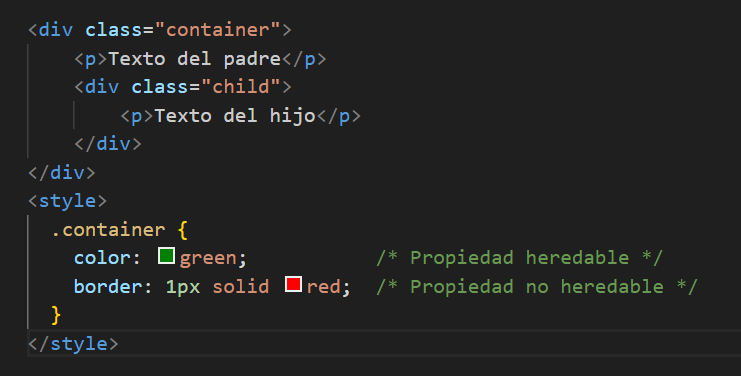 <div class="container">
    <p>Texto del padre</p>
    <div class="child">
        <p>Texto del hijo</p>
    </div>
</div>
<style>
  .container {
    color: green;           /* Propiedad heredable */
    border: 1px solid red;  /* Propiedad no heredable */
  }
</style>